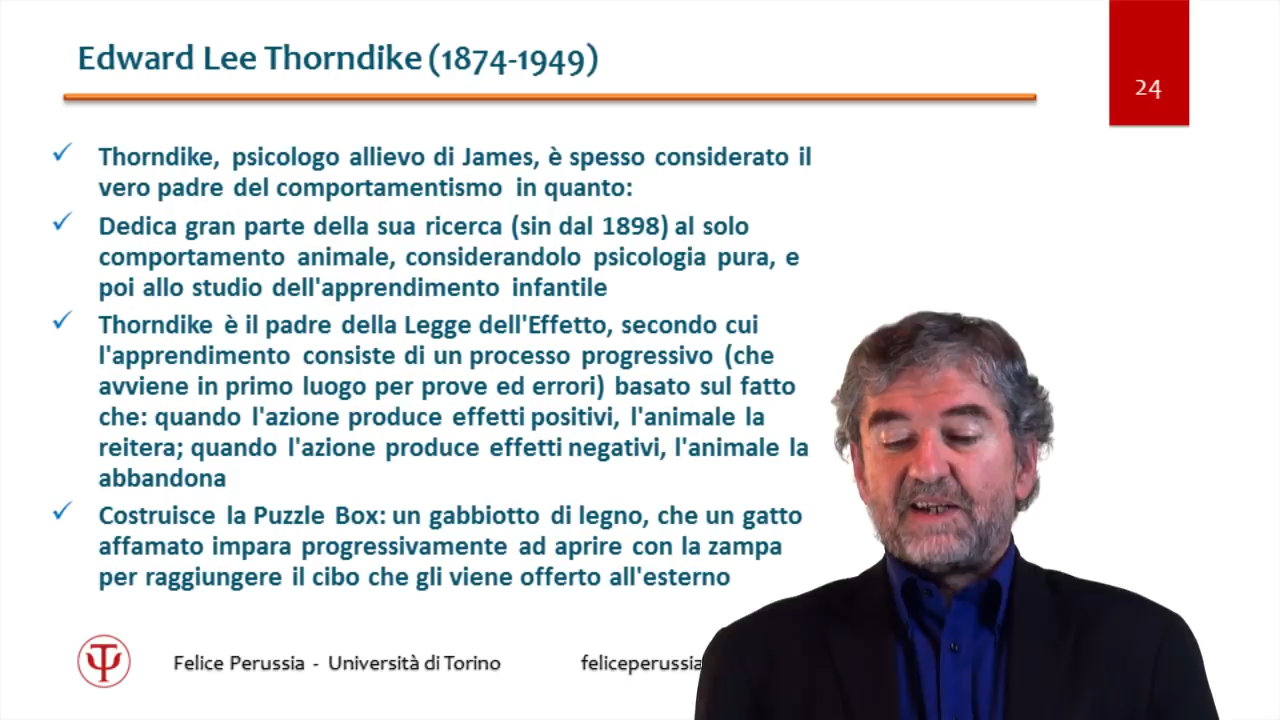 Edward Lee Thorndike (1874-1949)
24
Thorndike, psicologo allievo di James, è spesso considerato il
vero padre del comportamentismo in quanto:
Dedica gran parte della sua ricerca (sin dal 1898) al solo
comportamento animale, considerandolo psicologia pura, e
poi allo studio dell'apprendimento infantile
Thorndike è il padre della Legge dell'Effetto, secondo cui
l'apprendimento consiste di un processo progressivo (che
avviene in primo luogo per prove ed errori) basato sul fatto
che: quando l'azione produce effetti positivi, l'animale la
reitera; quando l'azione produce effetti negativi, l'animale la
abbandona
Costruisce la Puzzle Box: un gabbiotto di legno, che un gatto
affamato impara progressivamente ad aprire con la zampa
per raggiungere il cibo che gli viene offerto all'esterno
Felice Perussia - Università di Torino feliceperussia